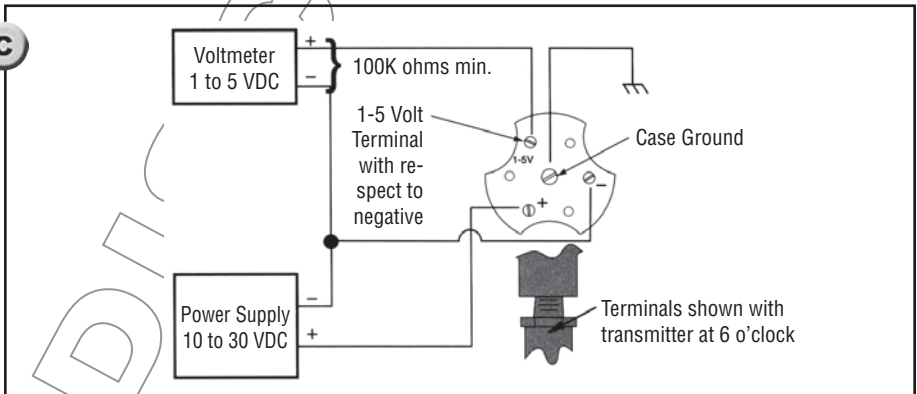 C
Voltmeter
1 to 5 VDC
+
–
100K ohms min.
1-5 Volt
Terminal
with re-
spect to
negative
1-5V
Case Ground
–
+
Power Supply
10 to 30 VDC
–
+
Terminals shown with
transmitter at 6 o'clock